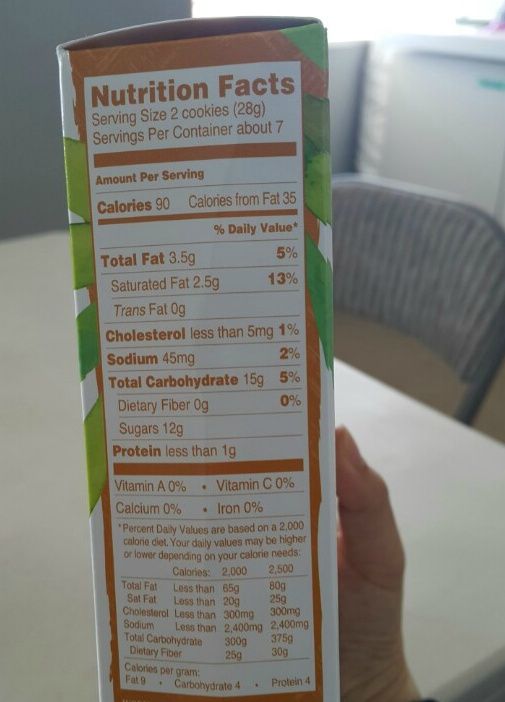 Nutrition Facts
Serving Size 2 cookies (28g)
Servings Per Container about 7
Amount Per Serving
Calories 90 Calories from Fat 35
% Daily Value*
Total Fat 3.5g 5%
Saturated Fat 2.5g 13%
Trans Fat 0g
Cholesterol less than 5mg 1%
Sodium 45mg 2%
Total Carbohydrate 15g 5%
Dietary Fiber 0g 0%
Sugars 12g
Protein less than 1g
Vitamin A 0% • Vitamin C 0%
Calcium 0% • Iron 0%
*Percent Daily Values are based on a 2,000
calorie diet. Your daily values may be higher
or lower depending on your calorie needs:
Calories: 2,000 2,500
Total Fat Less than 65g 80g
Sat Fat Less than 20g 25g
Cholesterol Less than 300mg 300mg
Sodium Less than 2,400mg 2,400mg
Total Carbohydrate 300g 375g
Dietary Fiber 25g 30g
Calories per gram:
Fat 9 • Carbohydrate 4 • Protein 4